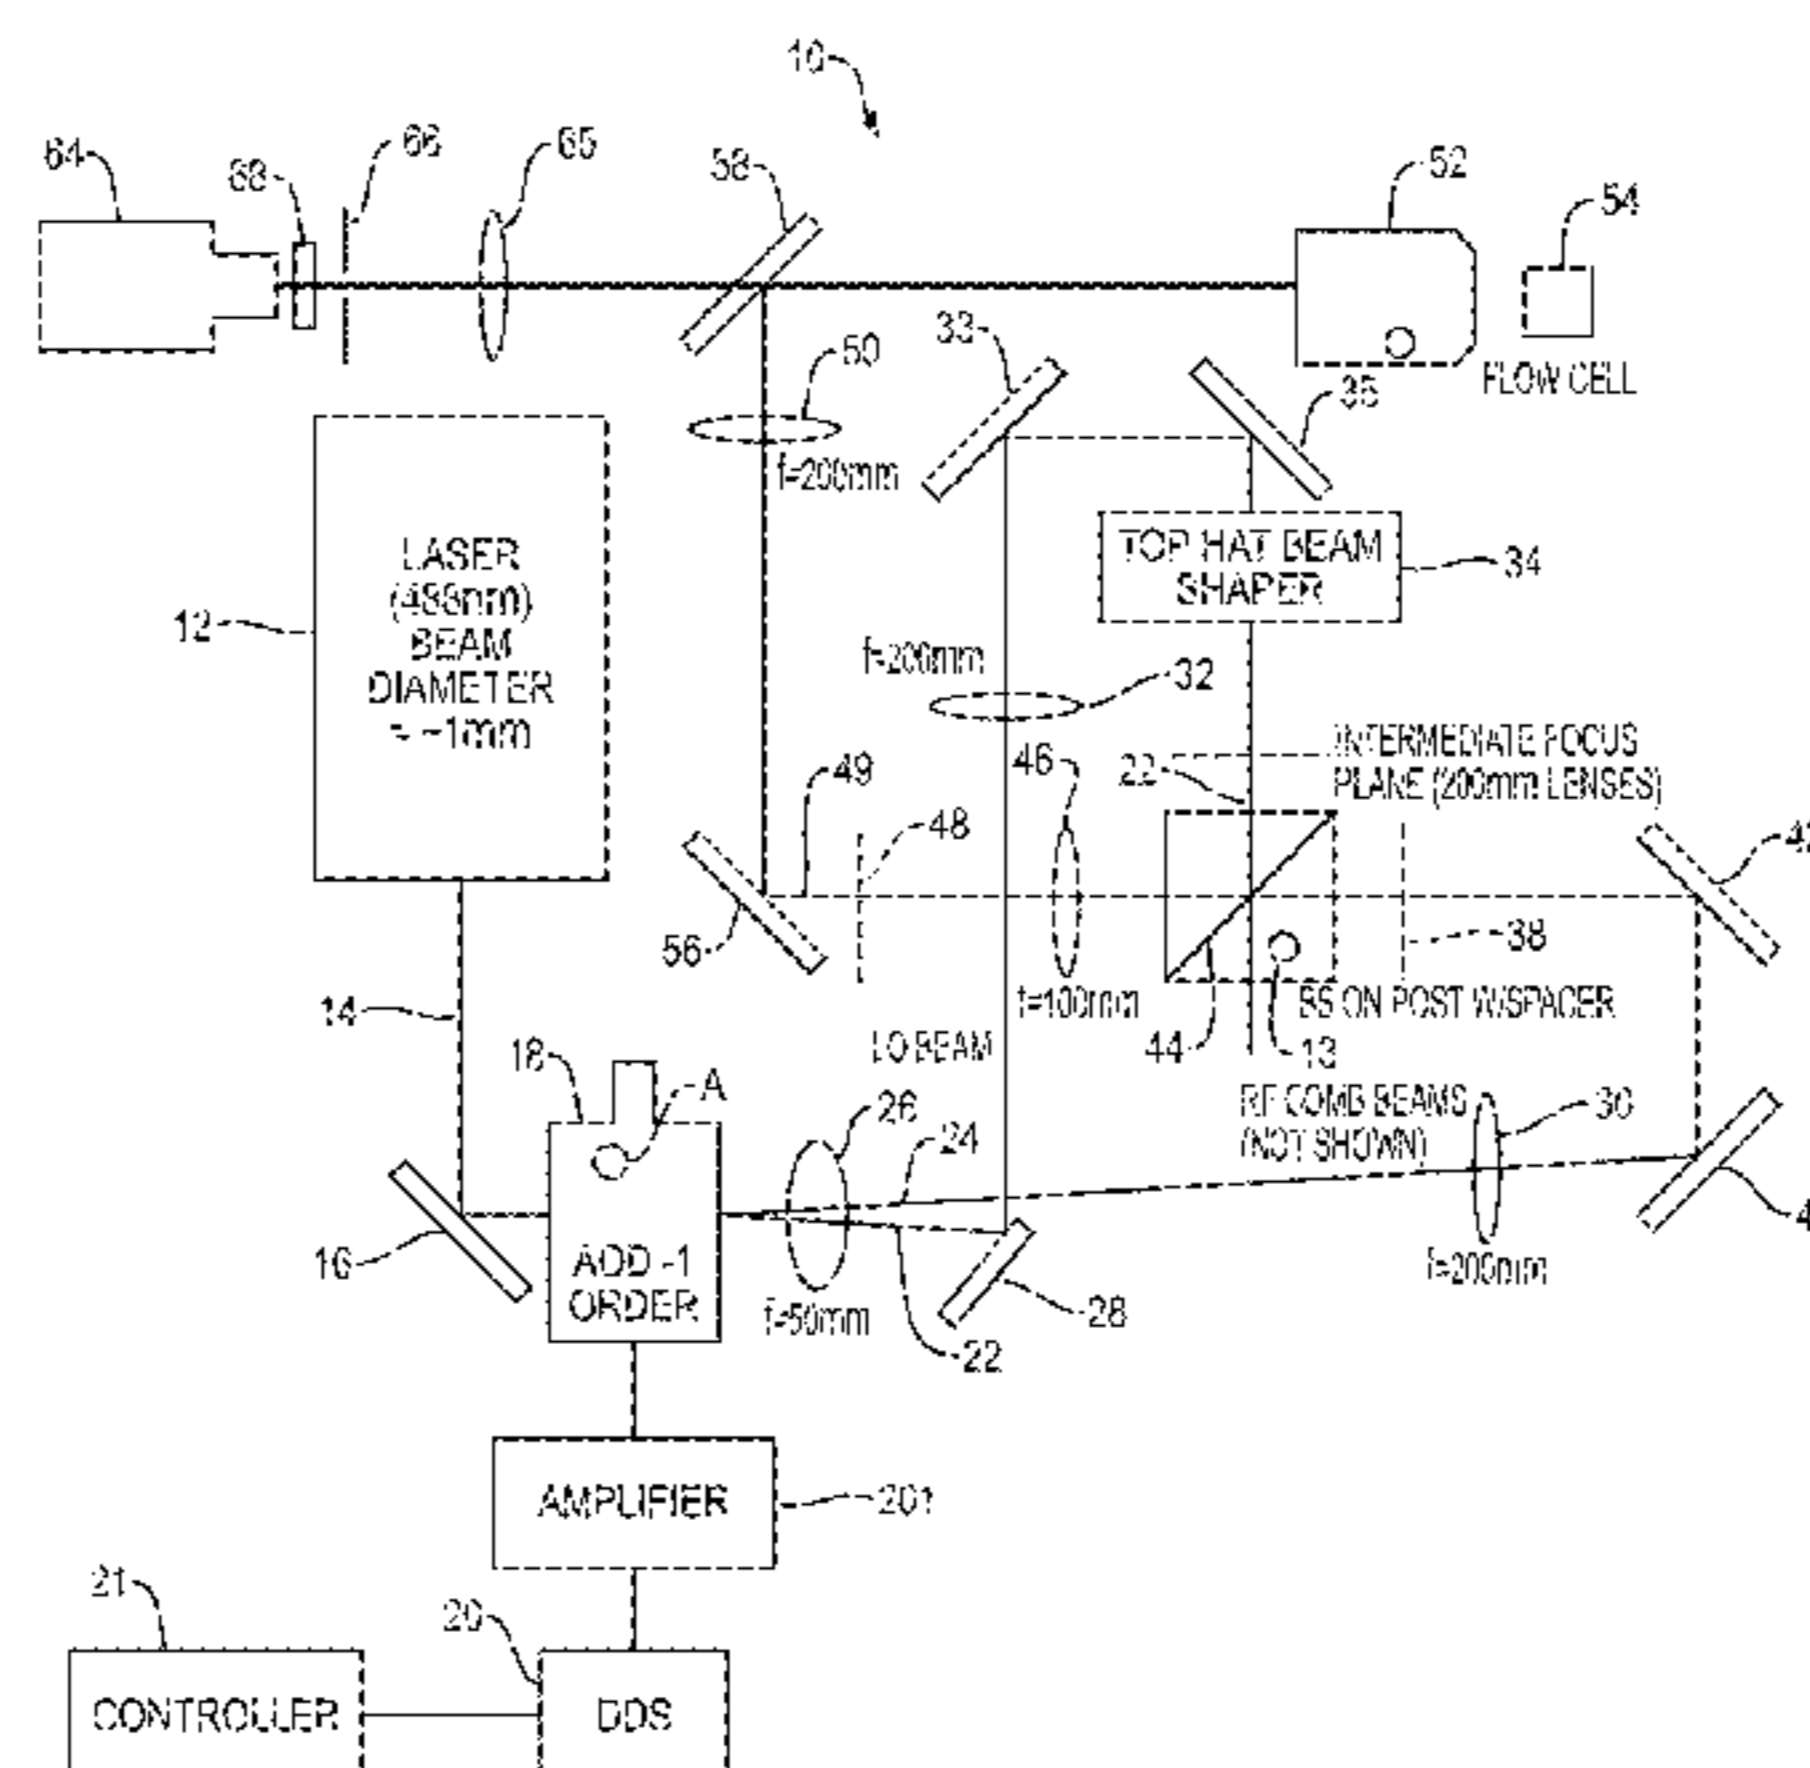 10
64
66
65
58
52
54
68
33
50
FLOW CELL
35
f=200mm
LASER
(488nm)
BEAM
DIAMETER
~1mm
12
TOP HAT BEAM
SHAPER
34
f=200mm
32
INTERMEDIATE FOCUS
PLANE (200mm LENSES)
22
46
49
48
56
38
f=100mm
BS ON POST W/SPACER
14
44
13
LO BEAM
18
A
26
24
RF COMB BEAMS
(NOT SHOWN)
30
16
-1
ORDER
f=50mm
28
22
f=200mm
AMPLIFIER
201
21
20
CONTROLLER
DDS